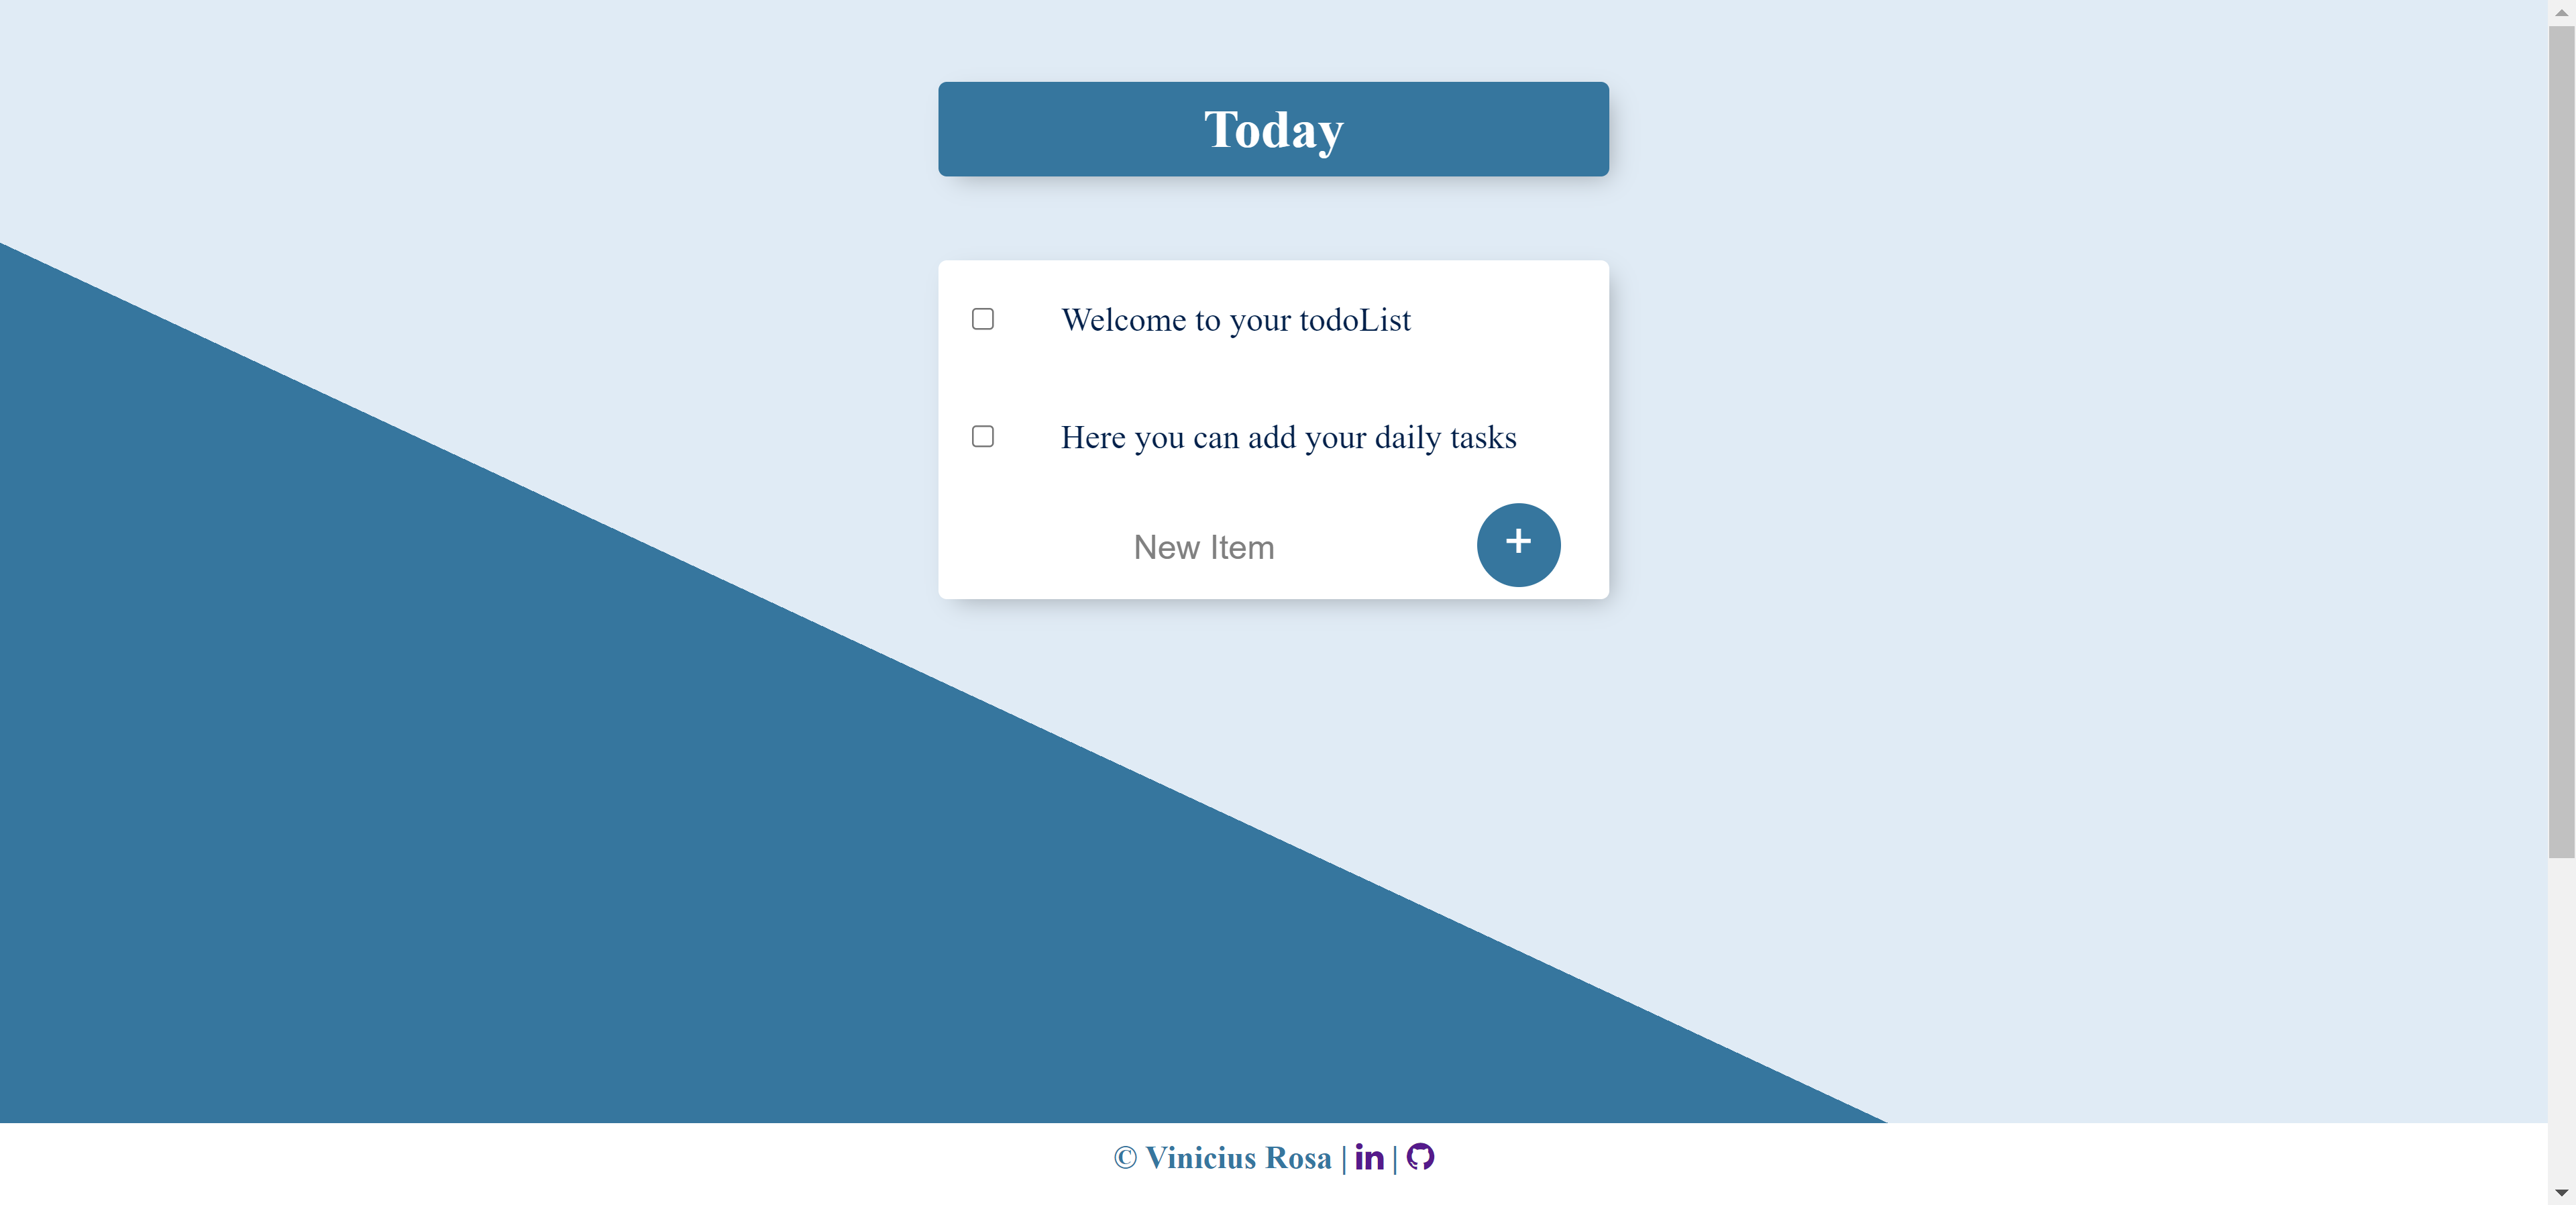 Today
Welcome to your todoList
Here you can add your daily tasks
New Item
+
© Vinicius Rosa | in |